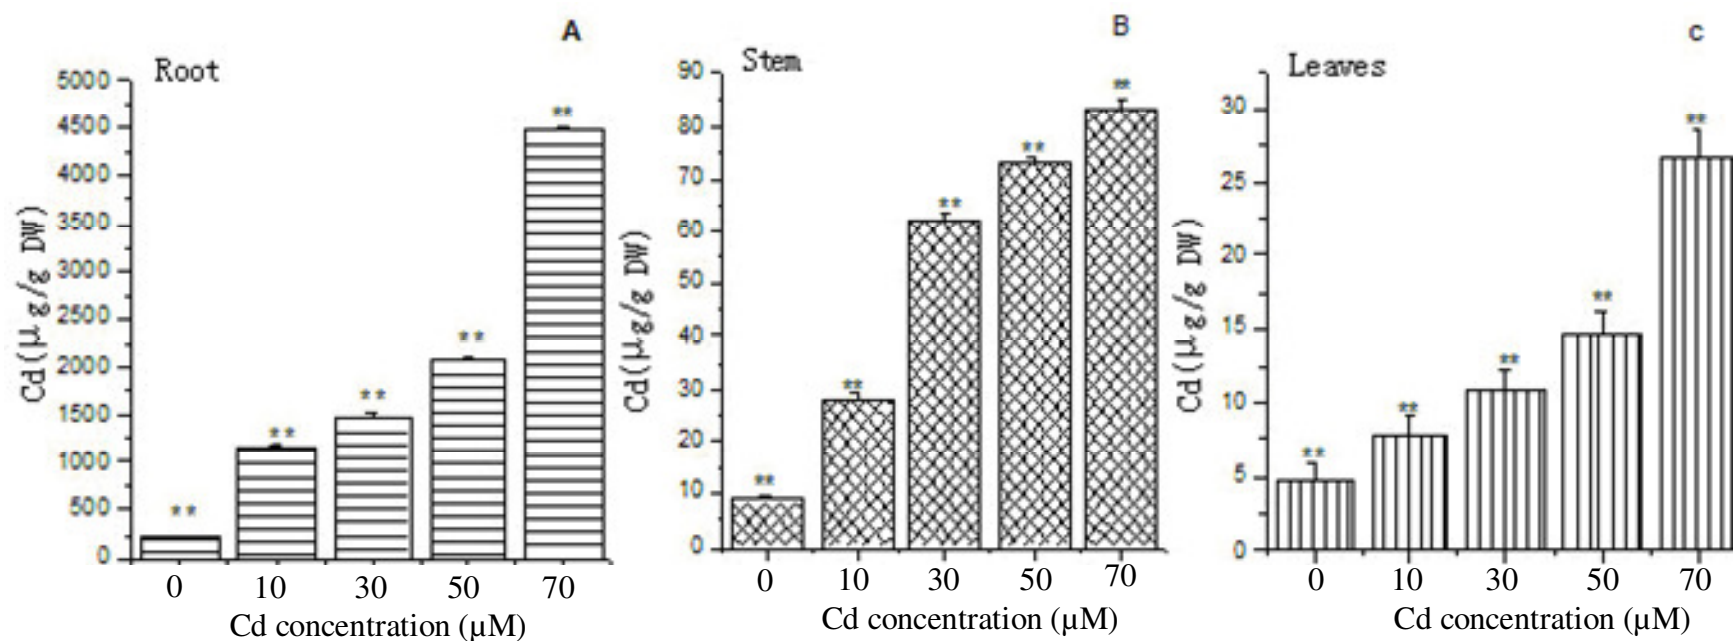 A
Root
Cd(μg/g DW)
5000
4500
4000
3500
3000
2500
2000
1500
1000
500
0
**
**
**
**
**
0 10 30 50 70
Cd concentration (μM)
B
Stem
Cd(μg/g DW)
90
80
70
60
50
40
30
20
10
0
**
**
**
**
**
0 10 30 50 70
Cd concentration (μM)
c
Leaves
Cd(μg/g DW)
30
25
20
15
10
5
0
**
**
**
**
**
0 10 30 50 70
Cd concentration (μM)